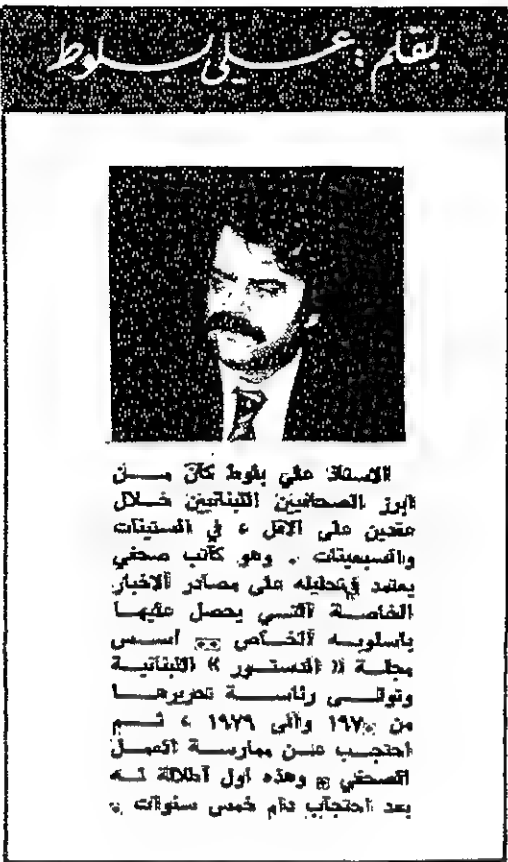 بقلم : علي بلوط
الاستاذ علي بلوط كان من
ابرز الصحافيين اللبنانيين خلال
عقدين على الاقل ، في الستينات
والسبعينات . وهو كاتب صحفي
يعتمد في تحليله على مصادر الاخبار
الخاصة التي يحصل عليها
باسلوبه الخاص .. اسس
مجلة « الدستور » اللبنانية
وتولى رئاسة تحريرها
من ١٩٧٠ والى ١٩٧٩ ، ثم
احتجب عن ممارسة العمل
الصحفي . وهذه اول اطلالة له
بعد احتجاب دام خمس سنوات .